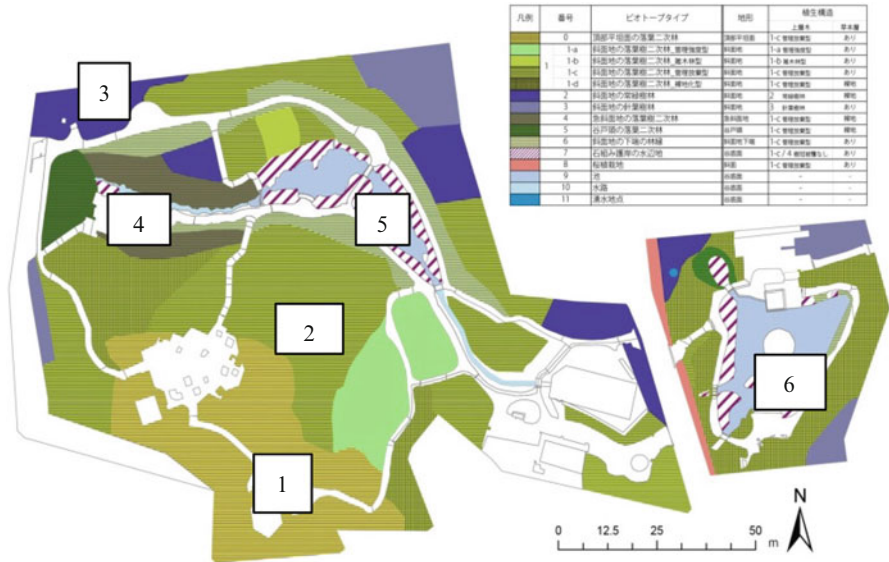 凡例 番号 ビオトープタイプ 地形 植生構造
上層木 草本層
0 頂部平坦面の落葉二次林 頂部平坦面 1-c 管理放棄型 あり
1 1-a 斜面地の落葉樹二次林_管理強度型 斜面地 1-a 管理強度型 あり
1-b 斜面地の落葉樹二次林_雑木林型 斜面地 1-b 雑木林型 あり
1-c 斜面地の落葉樹二次林_管理放棄型 斜面地 1-c 管理放棄型 あり
1-d 斜面地の落葉樹二次林_裸地化型 斜面地 1-c 管理放棄型 裸地
2 斜面地の常緑樹林 斜面地 2 常緑樹林 裸地
3 斜面地の針葉樹林 斜面地 3 針葉樹林 あり
4 急斜面地の落葉樹二次林 急斜面地 1-c 管理放棄型 裸地
5 谷戸頭の落葉二次林 谷戸頭 1-c 管理放棄型 裸地
6 斜面地の下端の林縁 斜面地下端 1-c 管理放棄型 あり
7 石組み護岸の水辺地 谷底面 1-c / 4 あり
8 桜植栽地 斜面 1-c 管理放棄型 あり
9 池 谷底面 - -
10 水路 谷底面 - -
11 湧水地点 谷底面 - -
3
4
5
2
6
1
N
0 12.5 25 50
m